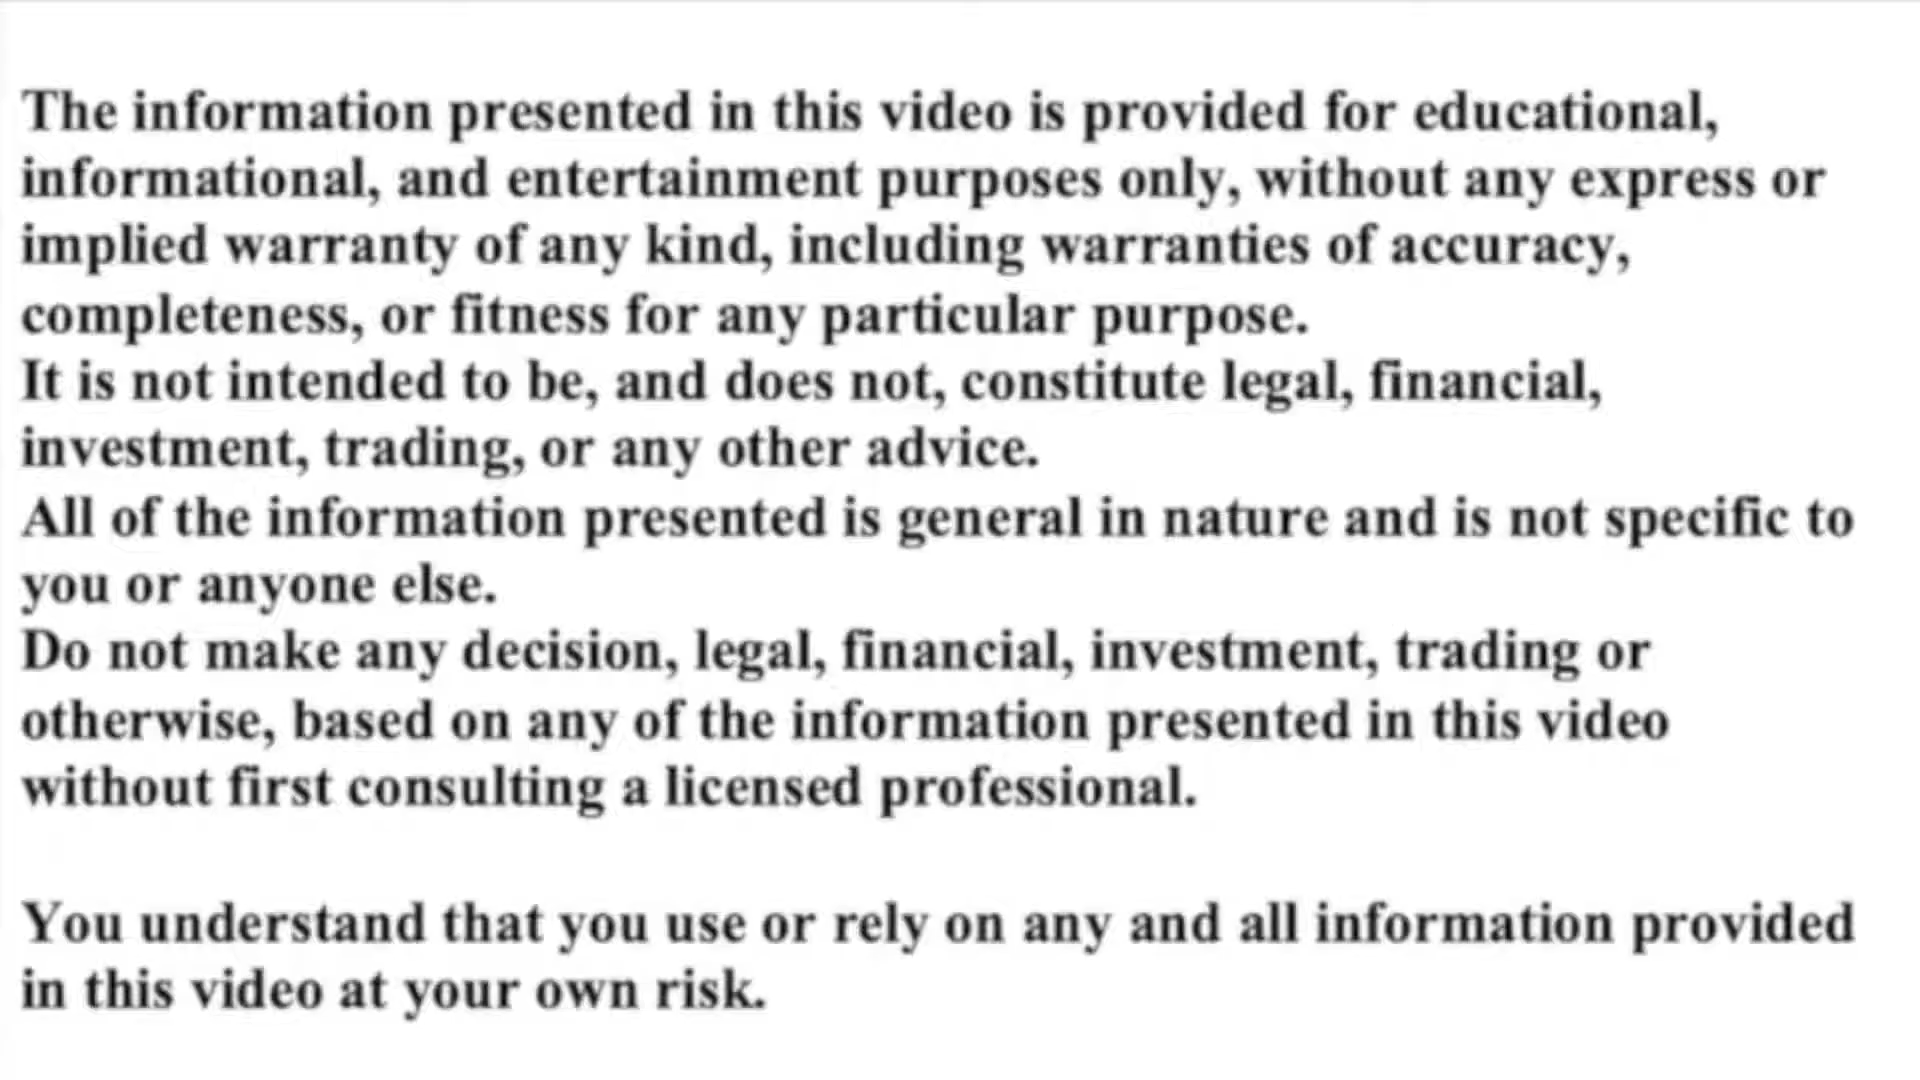 The information presented in this video is provided for educational,
informational, and entertainment purposes only, without any express or
implied warranty of any kind, including warranties of accuracy,
completeness, or fitness for any particular purpose.
It is not intended to be, and does not, constitute legal, financial,
investment, trading, or any other advice.
All of the information presented is general in nature and is not specific to
you or anyone else.
Do not make any decision, legal, financial, investment, trading or
otherwise, based on any of the information presented in this video
without first consulting a licensed professional.
You understand that you use or rely on any and all information provided
in this video at your own risk.